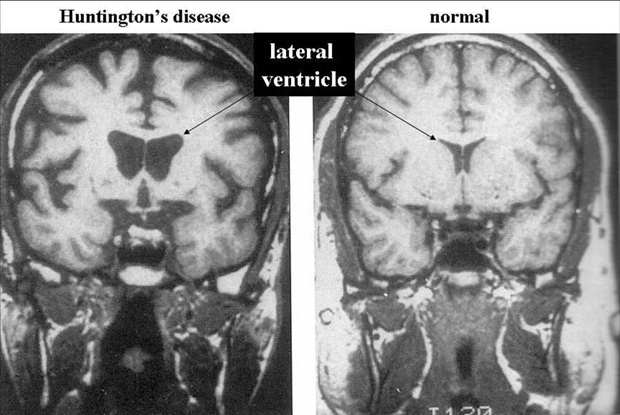 Huntington's disease
normal
lateral
ventricle
I120